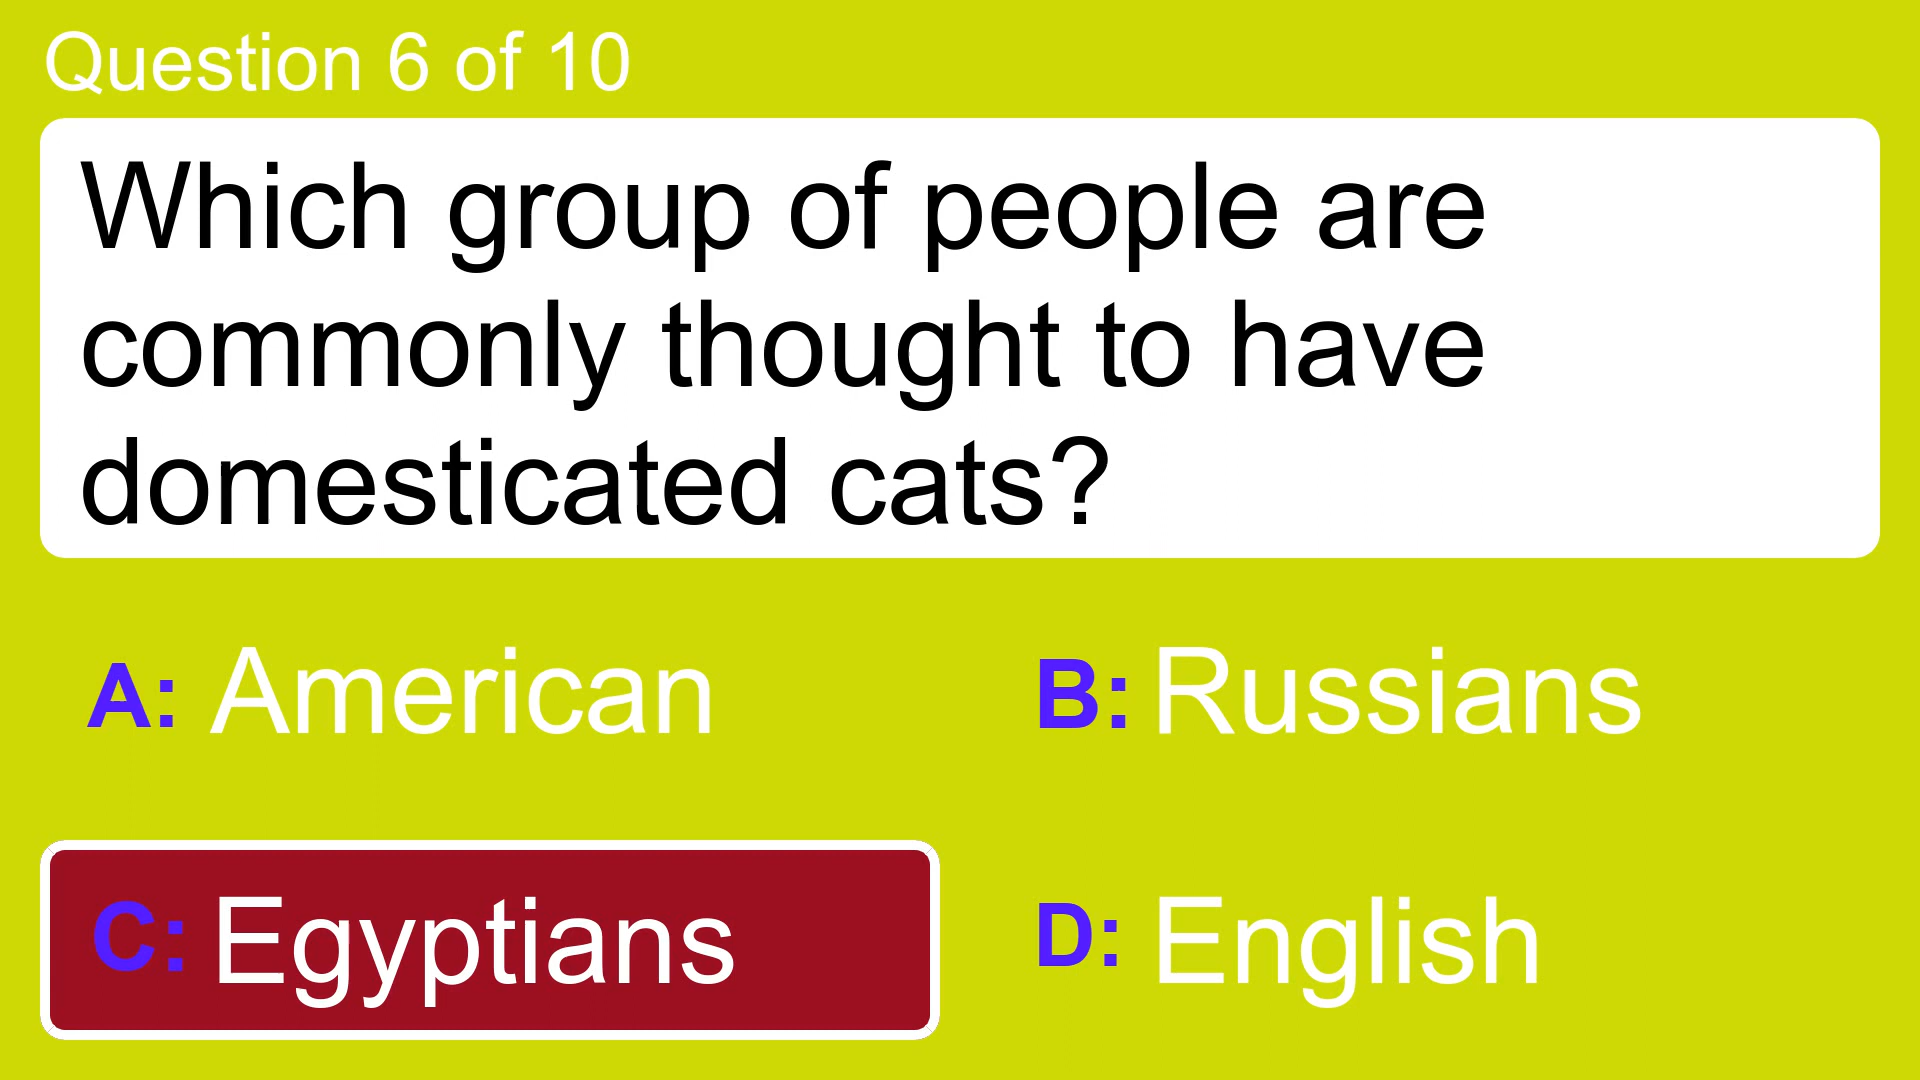 Question 6 of 10
Which group of people are
commonly thought to have
domesticated cats?
A: American
B: Russians
C: Egyptians
D: English